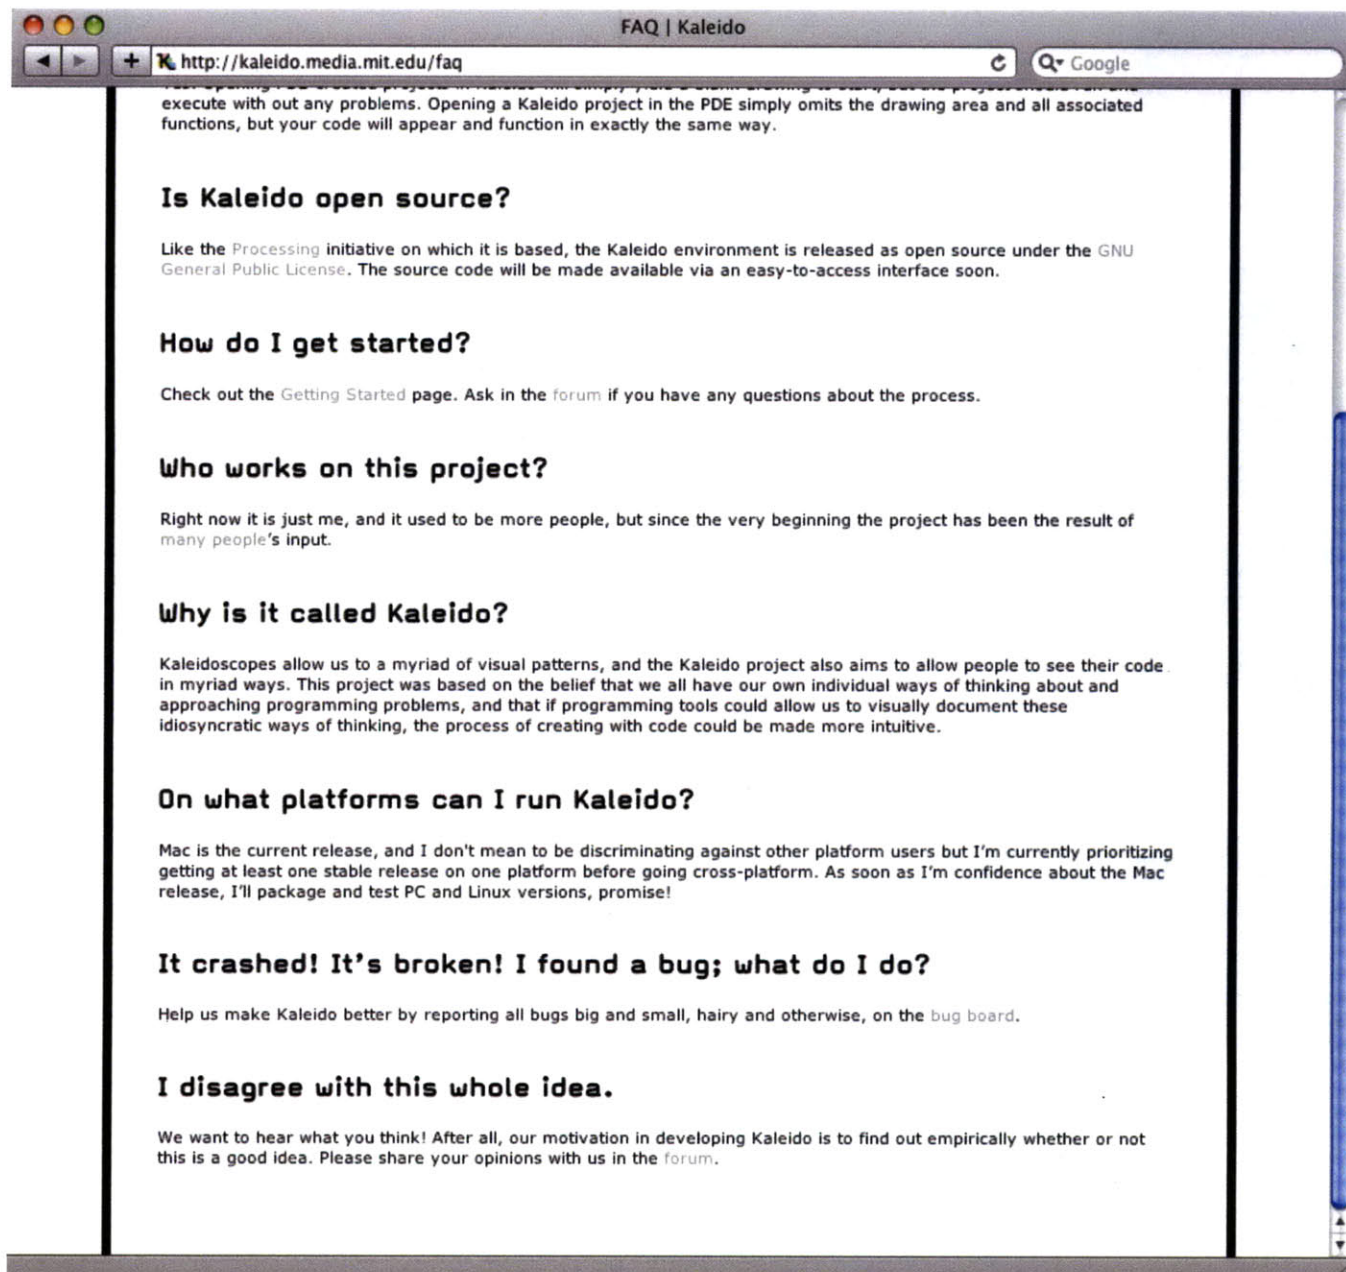 FAQ | Kaleido
http://kaleido.media.mit.edu/faq
Google
execute with out any problems. Opening a Kaleido project in the PDE simply omits the drawing area and all associated
functions, but your code will appear and function in exactly the same way.
Is Kaleido open source?
Like the Processing initiative on which it is based, the Kaleido environment is released as open source under the GNU
General Public License. The source code will be made available via an easy-to-access interface soon.
How do I get started?
Check out the Getting Started page. Ask in the forum if you have any questions about the process.
Who works on this project?
Right now it is just me, and it used to be more people, but since the very beginning the project has been the result of
many people's input.
Why is it called Kaleido?
Kaleidoscopes allow us to a myriad of visual patterns, and the Kaleido project also aims to allow people to see their code
in myriad ways. This project was based on the belief that we all have our own individual ways of thinking about and
approaching programming problems, and that if programming tools could allow us to visually document these
idiosyncratic ways of thinking, the process of creating with code could be made more intuitive.
On what platforms can I run Kaleido?
Mac is the current release, and I don't mean to be discriminating against other platform users but I'm currently prioritizing
getting at least one stable release on one platform before going cross-platform. As soon as I'm confidence about the Mac
release, I'll package and test PC and Linux versions, promise!
It crashed! It's broken! I found a bug; what do I do?
Help us make Kaleido better by reporting all bugs big and small, hairy and otherwise, on the bug board.
I disagree with this whole idea.
We want to hear what you think! After all, our motivation in developing Kaleido is to find out empirically whether or not
this is a good idea. Please share your opinions with us in the forum.